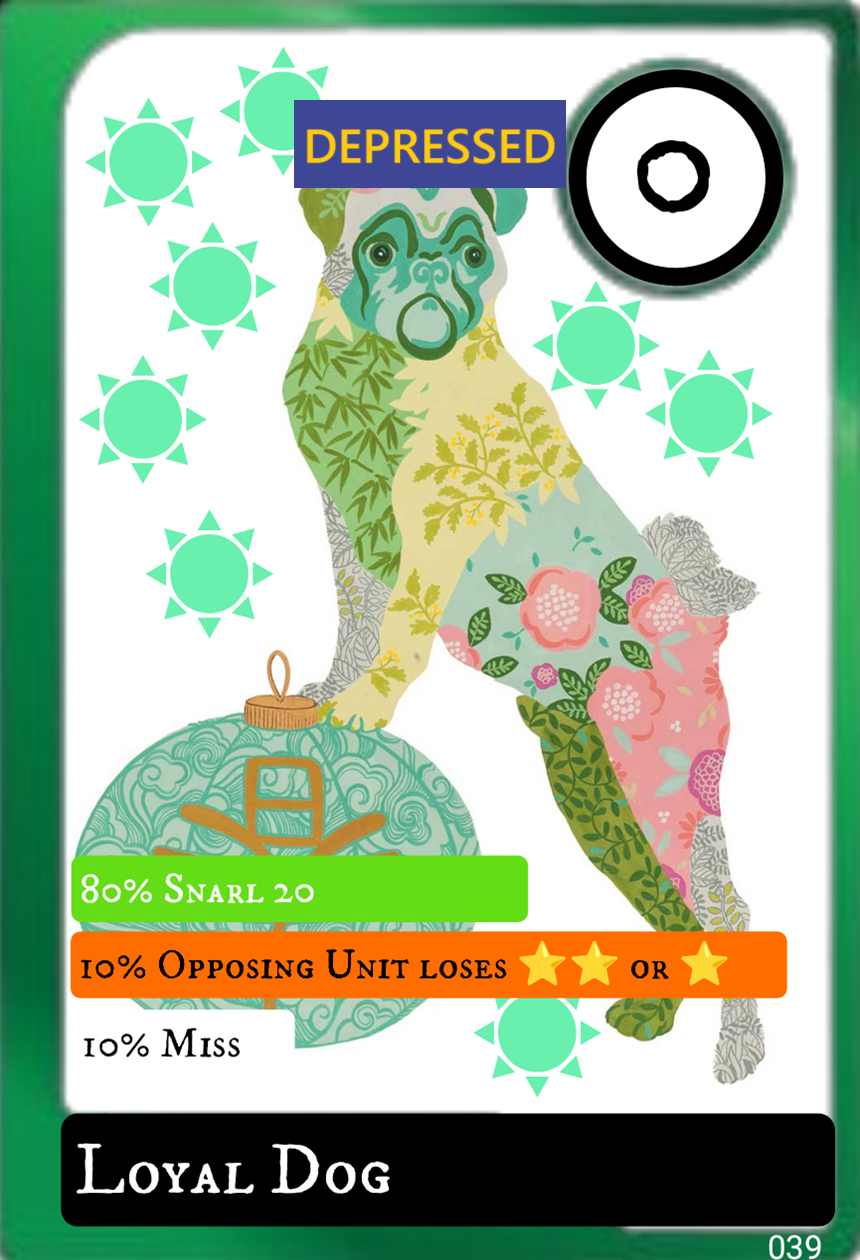 DEPRESSED
80% Snarl 20
10% Opposing Unit loses ⭐⭐ or ⭐
10% Miss
Loyal Dog
039